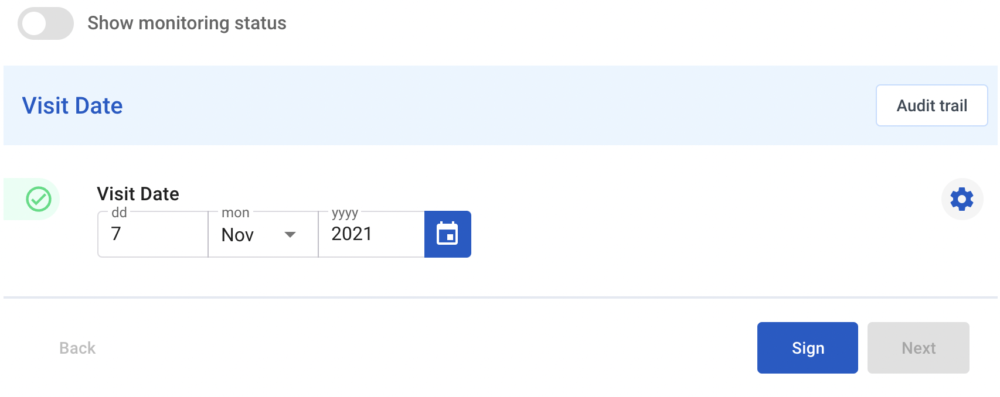 Show monitoring status
Visit Date
Audit trail
Visit Date
dd mon yyyy
7 Nov 2021
Back
Sign
Next